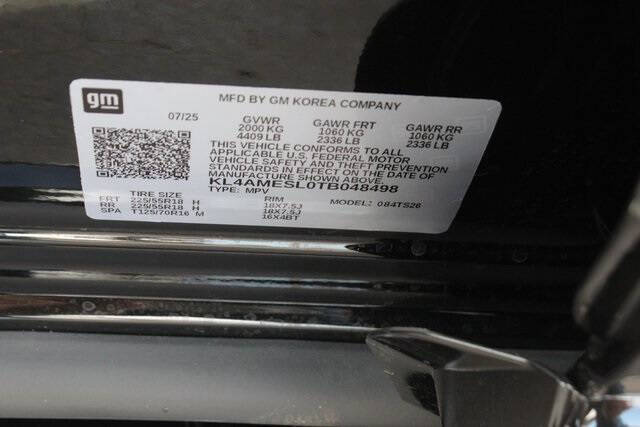 gm
MFD BY GM KOREA COMPANY
07/25
GVWR GAWR FRT GAWR RR
2000 KG 1060 KG 1060 KG
4409 LB 2336 LB 2336 LB
THIS VEHICLE CONFORMS TO ALL
APPLICABLE U.S. FEDERAL MOTOR
VEHICLE SAFETY AND THEFT PREVENTION
STANDARDS IN EFFECT ON THE DATE OF
MANUFACTURE SHOWN ABOVE.
KL4AMESL0TB048498
TYPE: MPV MODEL: 0B4TS26
TIRE SIZE RIM
FRT 225/55R18 H 18X7.5J
RR 225/55R18 H 18X7.5J
SPA T125/70R16 M 16X4BT